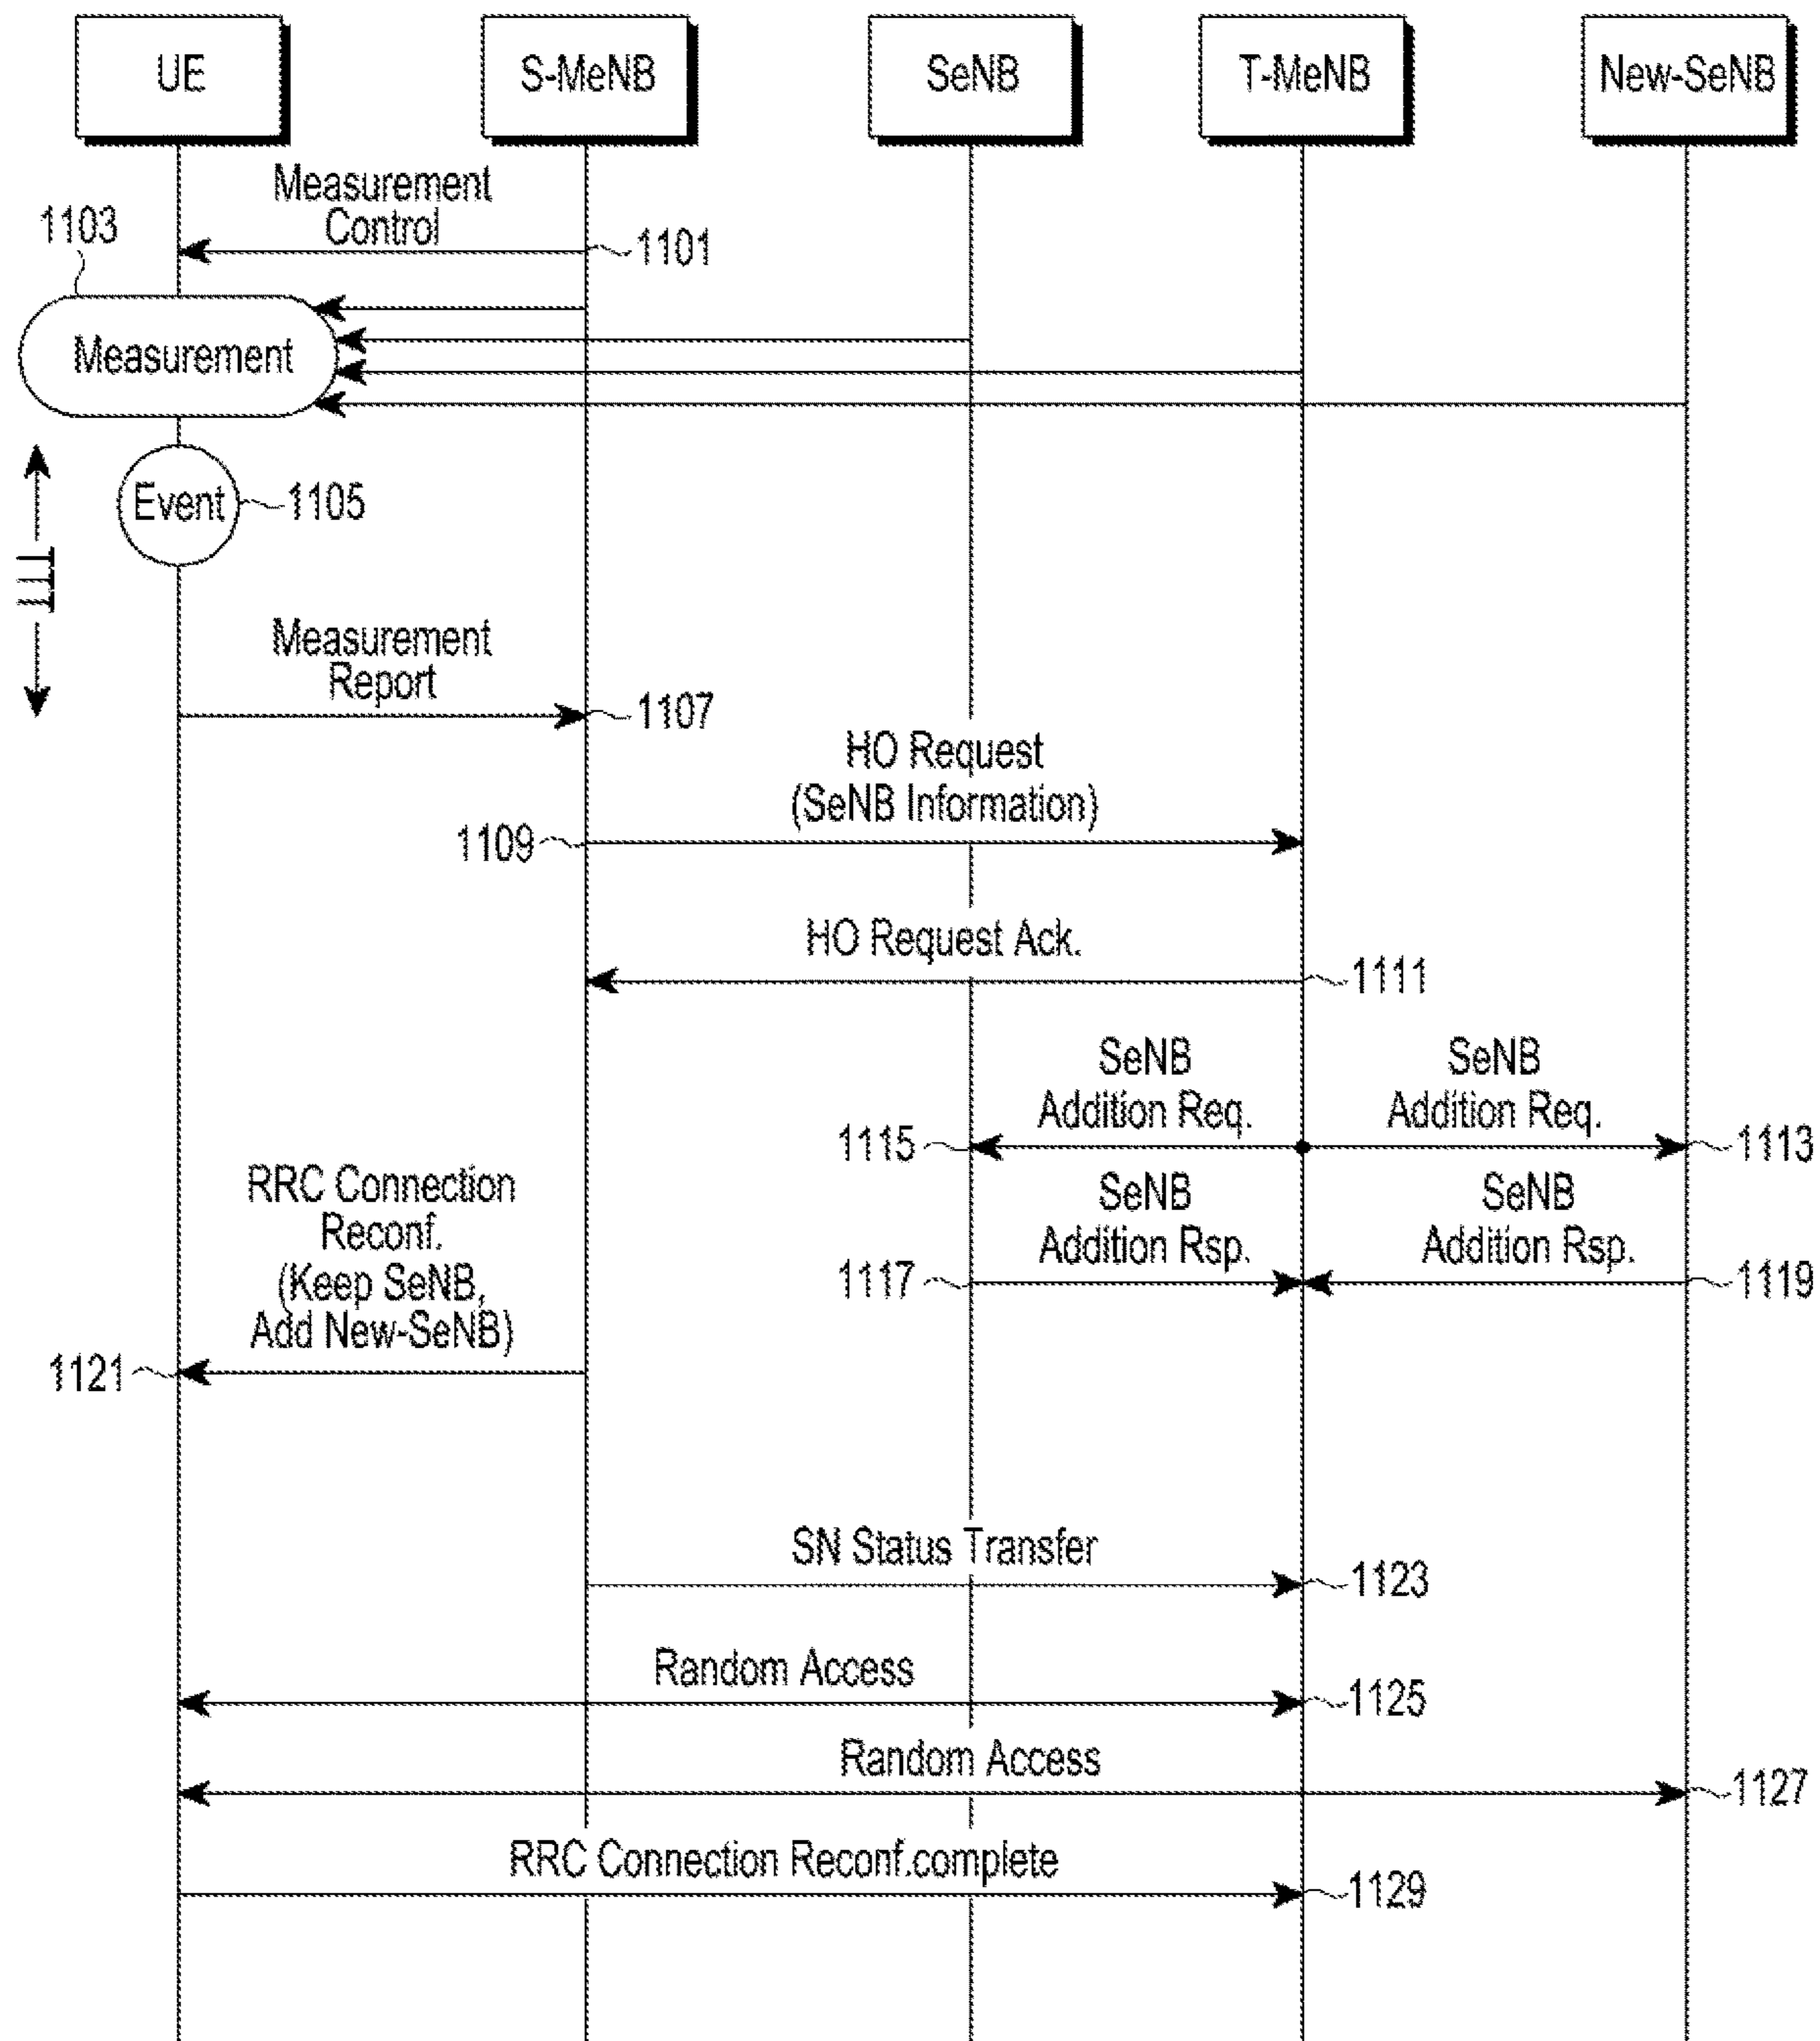 UE
S-MeNB
SeNB
T-MeNB
New-SeNB
Measurement
Control
1103
1101
Measurement
Event
1105
TTT
Measurement
Report
1107
HO Request
(SeNB Information)
1109
HO Request Ack.
1111
SeNB
Addition Req.
SeNB
Addition Req.
1115
1113
RRC Connection
Reconf.
(Keep SeNB,
Add New-SeNB)
SeNB
Addition Rsp.
SeNB
Addition Rsp.
1117
1119
1121
SN Status Transfer
1123
Random Access
1125
Random Access
1127
RRC Connection Reconf.complete
1129